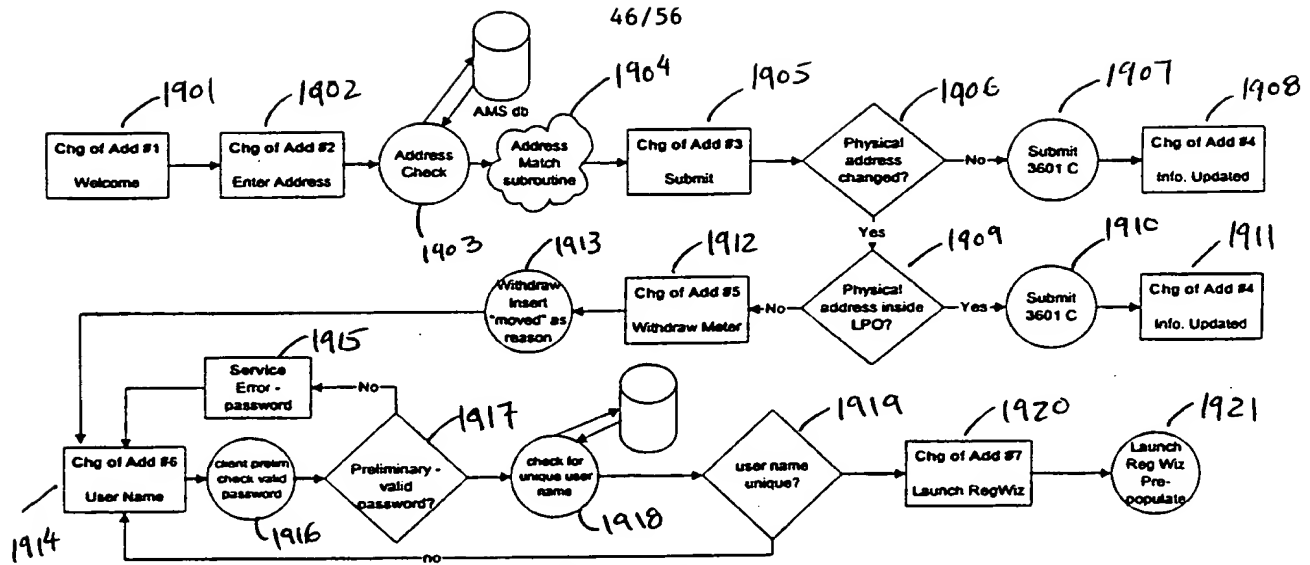 46/56
1901
1902
1904
1905
1906
1907
1908
AMS db
Chg of Add #1
Welcome
Chg of Add #2
Enter Address
Address
Check
Address
Match
subroutine
Chg of Add #3
Submit
Physical
address
changed?
No
Submit
3601 C
Chg of Add #4
Info. Updated
1903
Yes
1913
1912
1909
1910
1911
Withdraw
Insert
"moved" as
reason
Chg of Add #5
Withdraw Meter
No
Physical
address inside
LPO?
Yes
Submit
3601 C
Chg of Add #4
Info. Updated
1915
Service
Error -
password
No
1917
1919
1920
1921
Chg of Add #6
User Name
client prelim
check valid
password
Preliminary -
valid
password?
check for
unique user
name
user name
unique?
Chg of Add #7
Launch RegWiz
Launch
Reg Wiz
Pre-
populate
1914
1916
1918
no